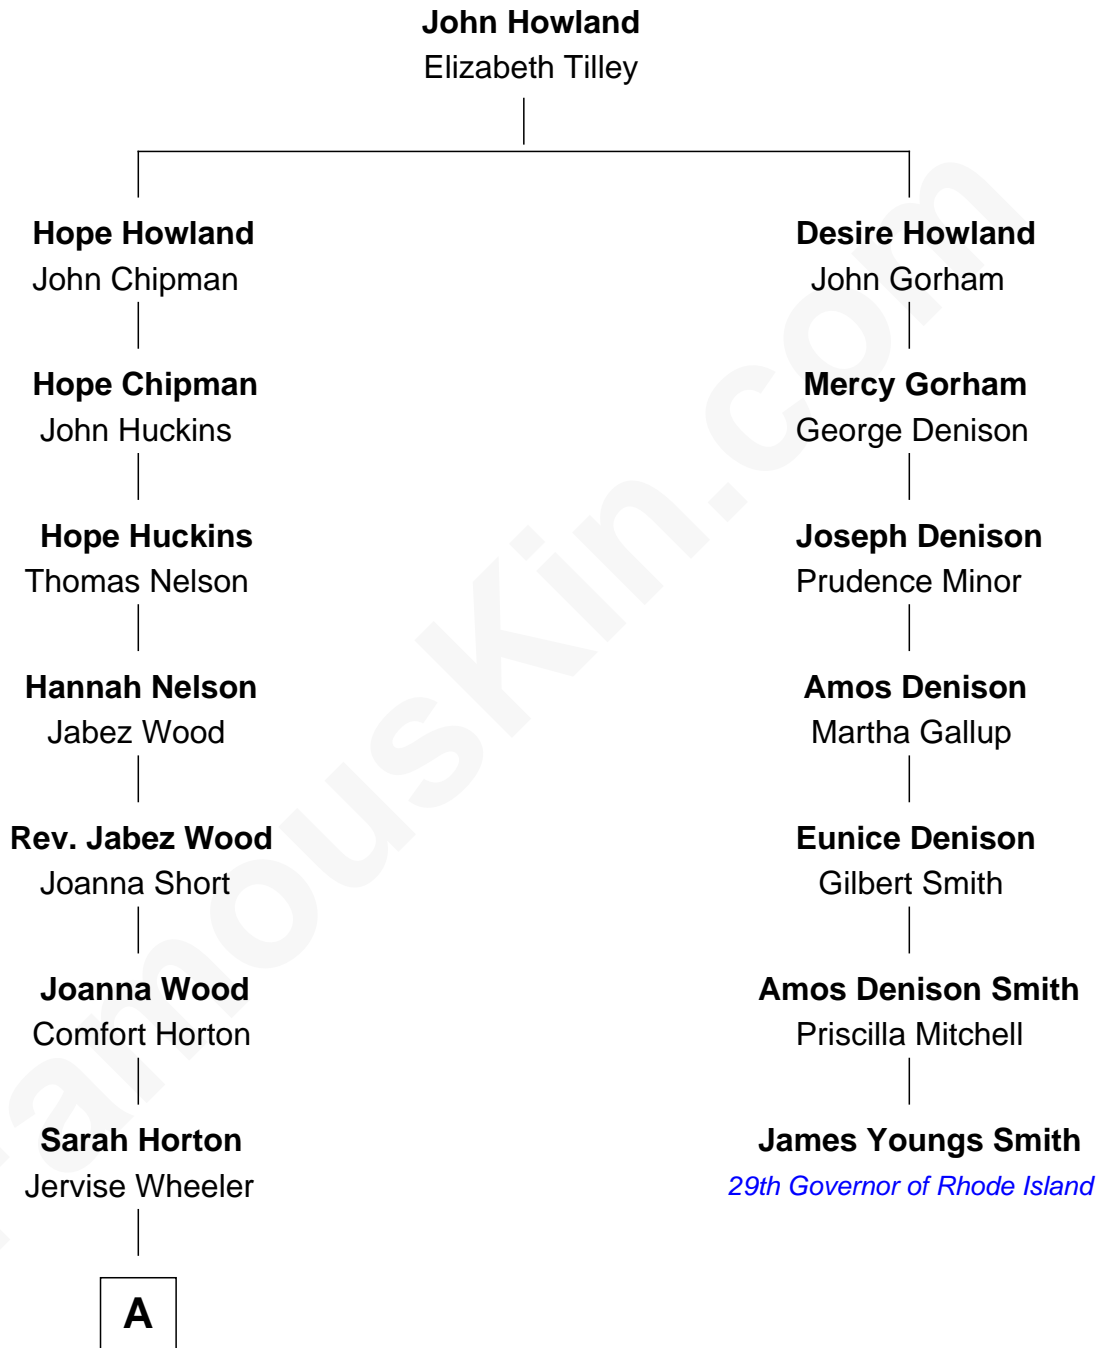 John Howland
Elizabeth Tilley
Hope Howland
John Chipman
Desire Howland
John Gorham
Hope Chipman
John Huckins
Mercy Gorham
George Denison
Hope Huckins
Thomas Nelson
Joseph Denison
Prudence Minor
Hannah Nelson
Jabez Wood
Amos Denison
Martha Gallup
Rev. Jabez Wood
Joanna Short
Eunice Denison
Gilbert Smith
Joanna Wood
Comfort Horton
Amos Denison Smith
Priscilla Mitchell
Sarah Horton
Jervise Wheeler
James Youngs Smith
29th Governor of Rhode Island
A
FamousKin.com